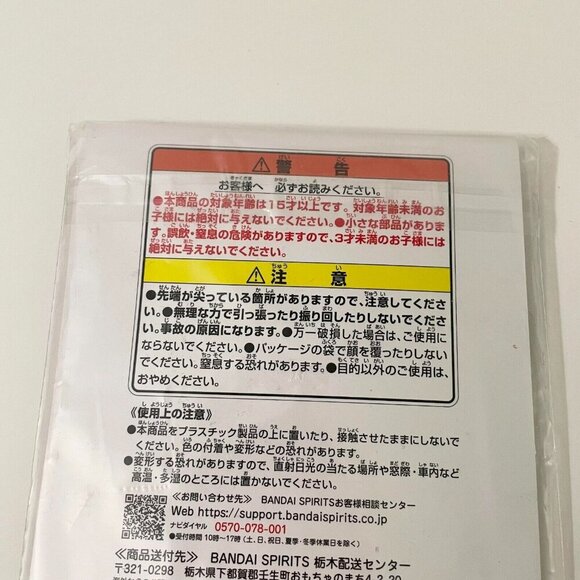 ⚠警告
お客様へ 必ずお読みください。
●本商品の対象年齢は15才以上です。対象年齢未満のお
子様には絶対に与えないでください。●小さな部品がありま
す。誤飲・窒息の危険がありますので、3才未満のお子様には
絶対に与えないでください。
⚠注意
●先端が尖っている箇所がありますので、注意してくださ
い。●無理な力で引っ張ったり振り回したりしないでくださ
い。事故の原因になります。●万一破損した場合は、ご使用に
ならないでください。●パッケージの袋で顔を覆ったりしない
でください。窒息する恐れがあります。●目的以外のご使用は、
おやめください。
《使用上の注意》
●本商品をプラスチック製品の上に置いたり、接触させたままにしないで
ください。色の付着や変形などの恐れがあります。
●変形する恐れがありますので、直射日光の当たる場所や窓際・車内など
高温・多湿のところには置かないでください。
≪お問い合わせ先≫ BANDAI SPIRITSお客様相談センター
Web https://support.bandaispirits.co.jp
ナビダイヤル 0570-078-001
●受付時間10時〜17時(土、日、祝日、夏季・冬季休業日を除く)
≪商品送付先≫ BANDAI SPIRITS 栃木配送センター
〒321-0298 栃木県下都賀郡壬生町おもちゃのまち4-2-20